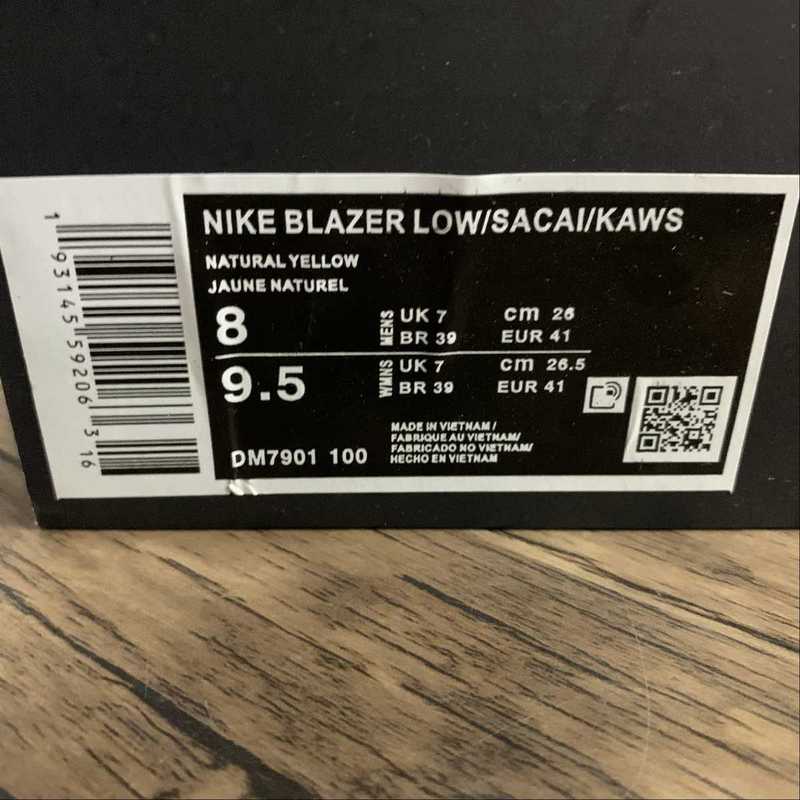 NIKE BLAZER LOW/SACAI/KAWS
NATURAL YELLOW
JAUNE NATUREL
8 MENS UK 7 cm 26
BR 39 EUR 41
9.5 WMNS UK 7 cm 26.5
BR 39 EUR 41
DM7901 100
MADE IN VIETNAM /
FABRIQUE AU VIETNAM/
FABRICADO NO VIETNAM/
HECHO EN VIETNAM
1 93145 59206 3 16